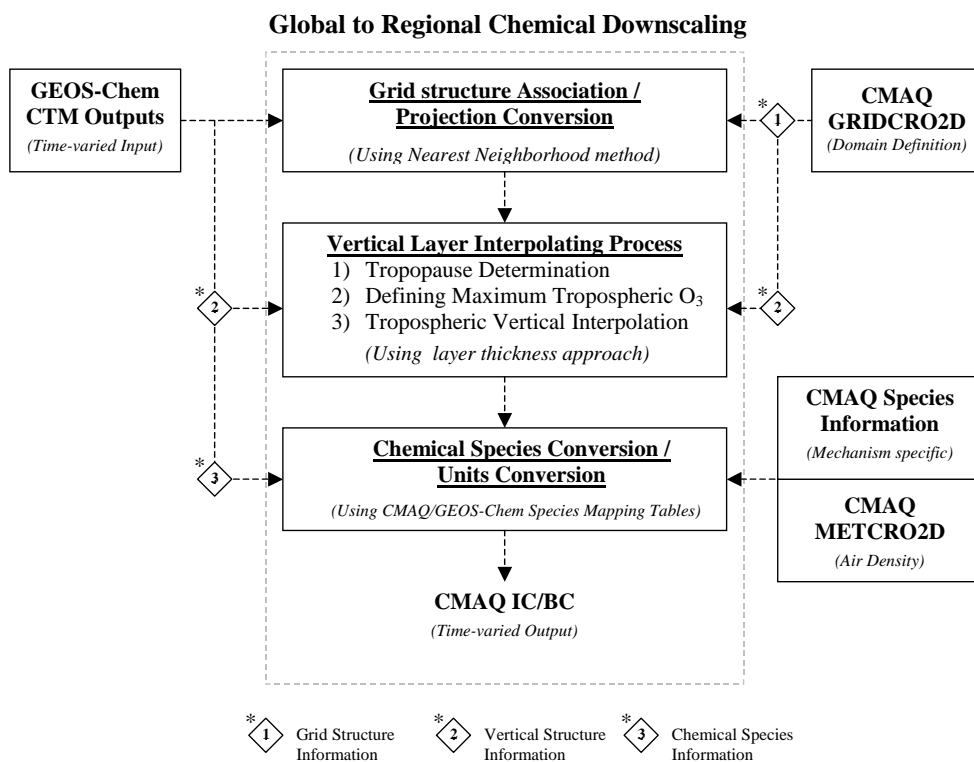 Global to Regional Chemical Downscaling
GEOS-Chem
CTM Outputs
(Time-varied Input)
Grid structure Association /
Projection Conversion
(Using Nearest Neighborhood method)
* 1
CMAQ
GRIDCRO2D
(Domain Definition)
Vertical Layer Interpolating Process
1) Tropopause Determination
2) Defining Maximum Tropospheric O3
3) Tropospheric Vertical Interpolation
(Using layer thickness approach)
* 2
* 2
Chemical Species Conversion /
Units Conversion
(Using CMAQ/GEOS-Chem Species Mapping Tables)
* 3
CMAQ Species
Information
(Mechanism specific)
CMAQ
METCRO2D
(Air Density)
CMAQ IC/BC
(Time-varied Output)
* 1 Grid Structure
Information
* 2 Vertical Structure
Information
* 3 Chemical Species
Information